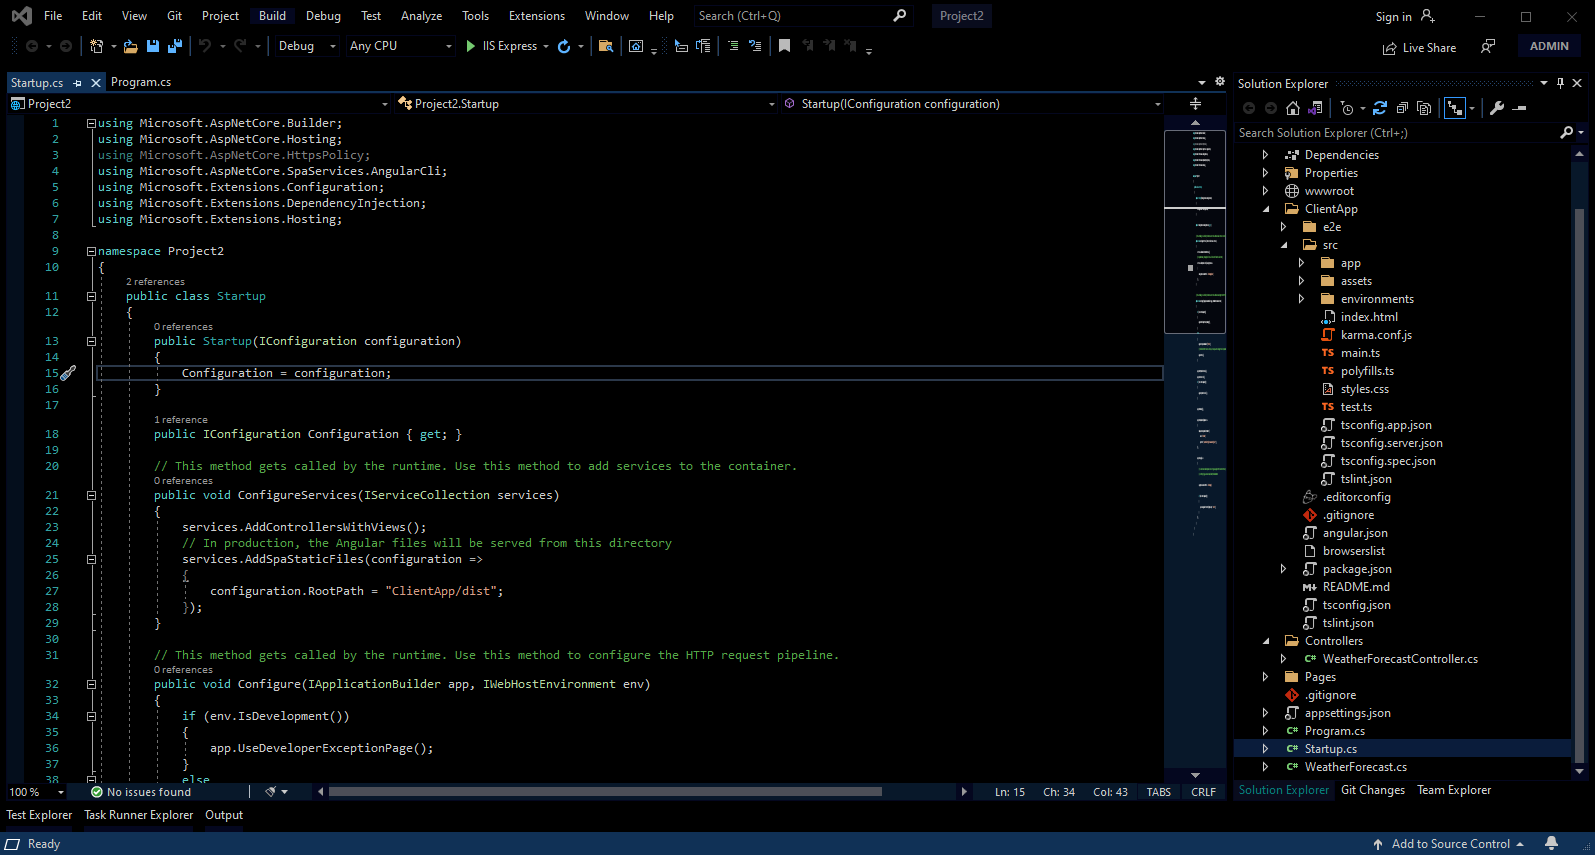 File Edit View Git Project Build Debug Test Analyze Tools Extensions Window Help Search (Ctrl+Q) Project2 Sign in
Debug Any CPU IIS Express Live Share ADMIN
Startup.cs Program.cs
Project2 Project2.Startup Startup(IConfiguration configuration)
1 using Microsoft.AspNetCore.Builder;
2 using Microsoft.AspNetCore.Hosting;
3 using Microsoft.AspNetCore.HttpsPolicy;
4 using Microsoft.AspNetCore.SpaServices.AngularCli;
5 using Microsoft.Extensions.Configuration;
6 using Microsoft.Extensions.DependencyInjection;
7 using Microsoft.Extensions.Hosting;
8
9 namespace Project2
10 {
2 references
11 public class Startup
12 {
0 references
13 public Startup(IConfiguration configuration)
14 {
15 Configuration = configuration;
16 }
17
1 reference
18 public IConfiguration Configuration { get; }
19
20 // This method gets called by the runtime. Use this method to add services to the container.
0 references
21 public void ConfigureServices(IServiceCollection services)
22 {
23 services.AddControllersWithViews();
24 // In production, the Angular files will be served from this directory
25 services.AddSpaStaticFiles(configuration =>
26 {
27 configuration.RootPath = "ClientApp/dist";
28 });
29 }
30
31 // This method gets called by the runtime. Use this method to configure the HTTP request pipeline.
0 references
32 public void Configure(IApplicationBuilder app, IWebHostEnvironment env)
33 {
34 if (env.IsDevelopment())
35 {
36 app.UseDeveloperExceptionPage();
37 }
38 else
100 % No issues found Ln: 15 Ch: 34 Col: 43 TABS CRLF
Solution Explorer
Search Solution Explorer (Ctrl+;)
Dependencies
Properties
wwwroot
ClientApp
e2e
src
app
assets
environments
index.html
karma.conf.js
TS main.ts
TS polyfills.ts
styles.css
TS test.ts
tsconfig.app.json
tsconfig.server.json
tsconfig.spec.json
tslint.json
.editorconfig
.gitignore
angular.json
browserslist
package.json
M README.md
tsconfig.json
tslint.json
Controllers
C# WeatherForecastController.cs
Pages
.gitignore
appsettings.json
C# Program.cs
C# Startup.cs
C# WeatherForecast.cs
Solution Explorer Git Changes Team Explorer
Test Explorer Task Runner Explorer Output
Ready Add to Source Control